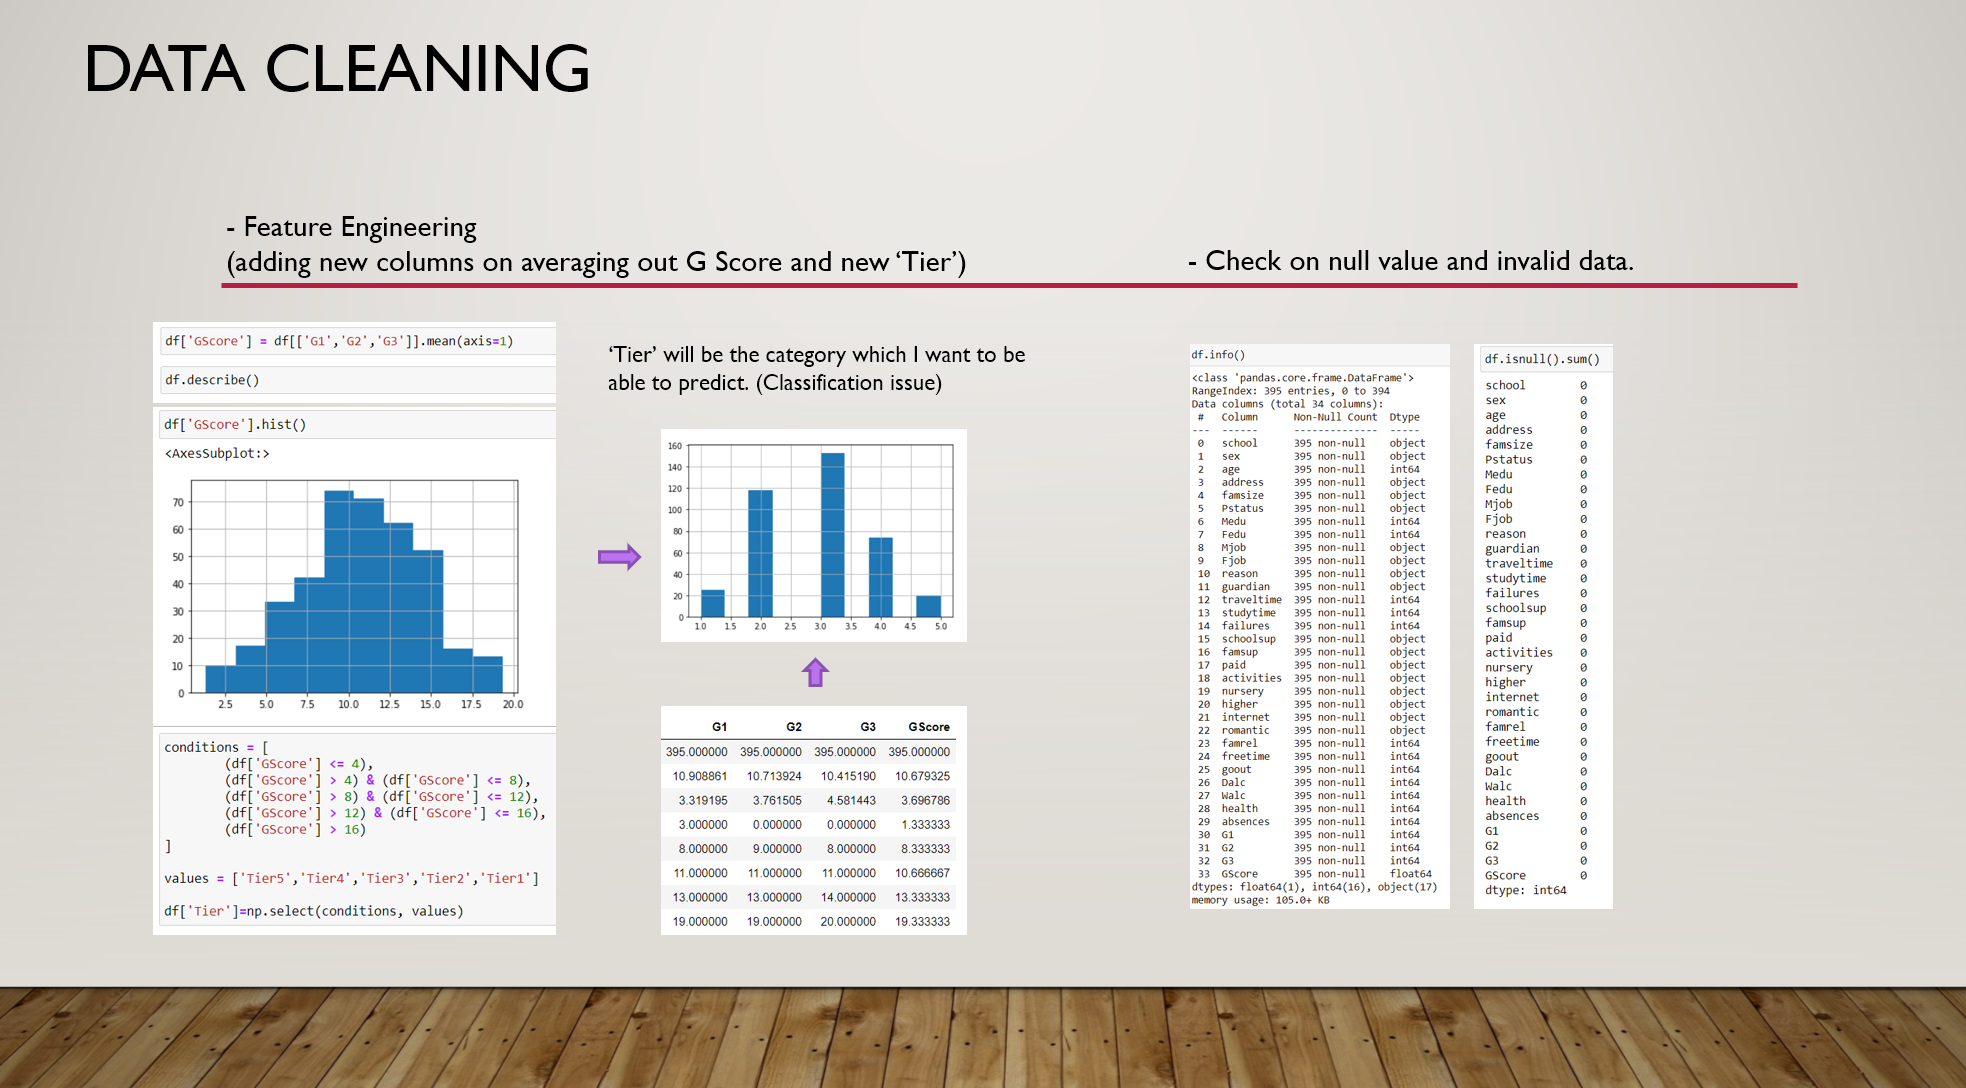 DATA CLEANING
- Feature Engineering
(adding new columns on averaging out G Score and new ‘Tier’)
- Check on null value and invalid data.
df['GScore'] = df[['G1','G2','G3']].mean(axis=1)
df.describe()
df['GScore'].hist()
<AxesSubplot:>
70
60
50
40
30
20
10
0
2.5 5.0 7.5 10.0 12.5 15.0 17.5 20.0
conditions = [
(df['GScore'] <= 4),
(df['GScore'] > 4) & (df['GScore'] <= 8),
(df['GScore'] > 8) & (df['GScore'] <= 12),
(df['GScore'] > 12) & (df['GScore'] <= 16),
(df['GScore'] > 16)
]
values = ['Tier5','Tier4','Tier3','Tier2','Tier1']
df['Tier']=np.select(conditions, values)
‘Tier’ will be the category which I want to be
able to predict. (Classification issue)
160
140
120
100
80
60
40
20
0
1.0 1.5 2.0 2.5 3.0 3.5 4.0 4.5 5.0
G1 G2 G3 GScore
395.000000 395.000000 395.000000 395.000000
10.908861 10.713924 10.415190 10.679325
3.319195 3.761505 4.581443 3.696786
3.000000 0.000000 0.000000 1.333333
8.000000 9.000000 8.000000 8.333333
11.000000 11.000000 11.000000 10.666667
13.000000 13.000000 14.000000 13.333333
19.000000 19.000000 20.000000 19.333333
df.info()
<class 'pandas.core.frame.DataFrame'>
RangeIndex: 395 entries, 0 to 394
Data columns (total 34 columns):
# Column Non-Null Count Dtype
--- ------ -------------- -----
0 school 395 non-null object
1 sex 395 non-null object
2 age 395 non-null int64
3 address 395 non-null object
4 famsize 395 non-null object
5 Pstatus 395 non-null object
6 Medu 395 non-null int64
7 Fedu 395 non-null int64
8 Mjob 395 non-null object
9 Fjob 395 non-null object
10 reason 395 non-null object
11 guardian 395 non-null object
12 traveltime 395 non-null int64
13 studytime 395 non-null int64
14 failures 395 non-null int64
15 schoolsup 395 non-null object
16 famsup 395 non-null object
17 paid 395 non-null object
18 activities 395 non-null object
19 nursery 395 non-null object
20 higher 395 non-null object
21 internet 395 non-null object
22 romantic 395 non-null object
23 famrel 395 non-null int64
24 freetime 395 non-null int64
25 goout 395 non-null int64
26 Dalc 395 non-null int64
27 Walc 395 non-null int64
28 health 395 non-null int64
29 absences 395 non-null int64
30 G1 395 non-null int64
31 G2 395 non-null int64
32 G3 395 non-null int64
33 GScore 395 non-null float64
dtypes: float64(1), int64(16), object(17)
memory usage: 105.0+ KB
df.isnull().sum()
school 0
sex 0
age 0
address 0
famsize 0
Pstatus 0
Medu 0
Fedu 0
Mjob 0
Fjob 0
reason 0
guardian 0
traveltime 0
studytime 0
failures 0
schoolsup 0
famsup 0
paid 0
activities 0
nursery 0
higher 0
internet 0
romantic 0
famrel 0
freetime 0
goout 0
Dalc 0
Walc 0
health 0
absences 0
G1 0
G2 0
G3 0
GScore 0
dtype: int64